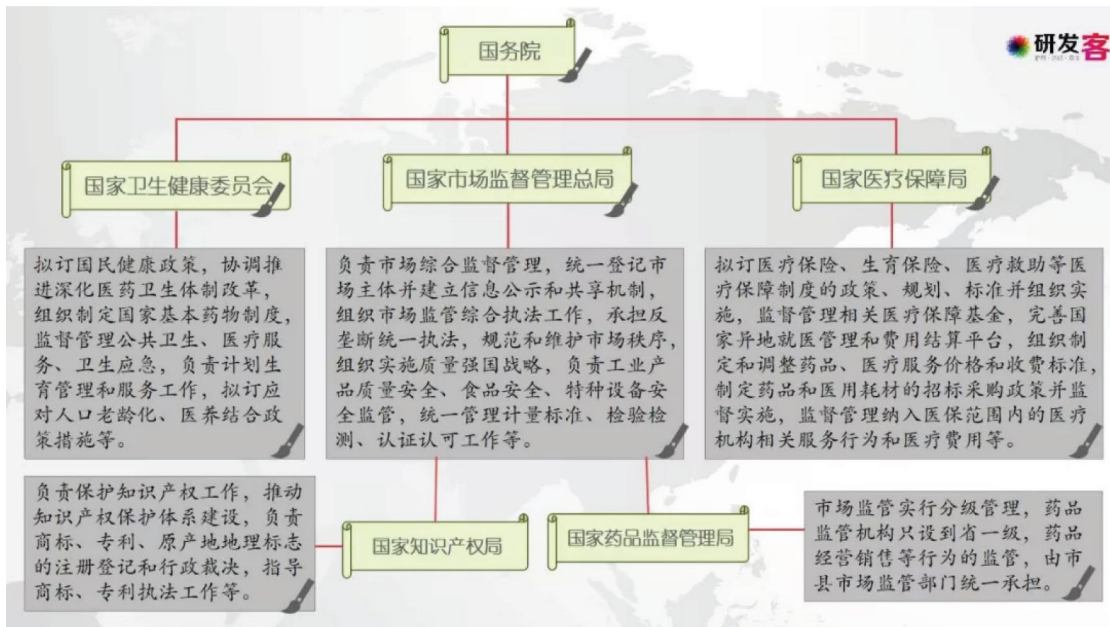 国务院
研发客
国家卫生健康委员会
国家市场监督管理总局
国家医疗保障局
拟订国民健康政策，协调推
进深化医药卫生体制改革，
组织制定国家基本药物制度，
监督管理公共卫生、医疗服
务、卫生应急，负责计划生
育管理和服务工作，拟订应
对人口老龄化、医养结合政
策措施等。
负责市场综合监督管理，统一登记市
场主体并建立信息公示和共享机制，
组织市场监管综合执法工作，承担反
垄断统一执法，规范和维护市场秩序，
组织实施质量强国战略，负责工业产
品质量安全、食品安全、特种设备安
全监管，统一管理计量标准、检验检
测、认证认可工作等。
拟订医疗保险、生育保险、医疗救助等医
疗保障制度的政策、规划、标准并组织实
施，监督管理相关医疗保障基金，完善国
家异地就医管理和费用结算平台，组织制
定和调整药品、医疗服务价格和收费标准，
制定药品和医用耗材的招标采购政策并监
督实施，监督管理纳入医保范围内的医疗
机构相关服务行为和医疗费用等。
负责保护知识产权工作，推动
知识产权保护体系建设，负责
商标、专利、原产地地理标志
的注册登记和行政裁决，指导
商标、专利执法工作等。
国家知识产权局
国家药品监督管理局
市场监管实行分级管理，药品
监管机构只设到省一级，药品
经营销售等行为的监管，由市
县市场监管部门统一承担。